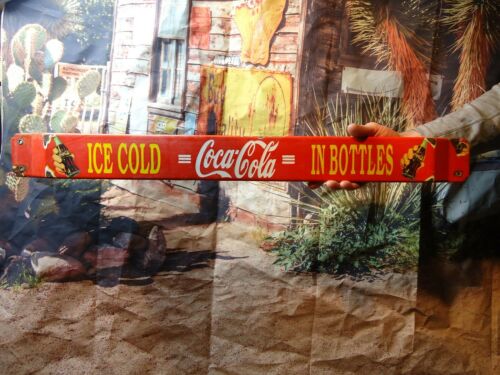 ICE COLD Coca-Cola IN BOTTLES